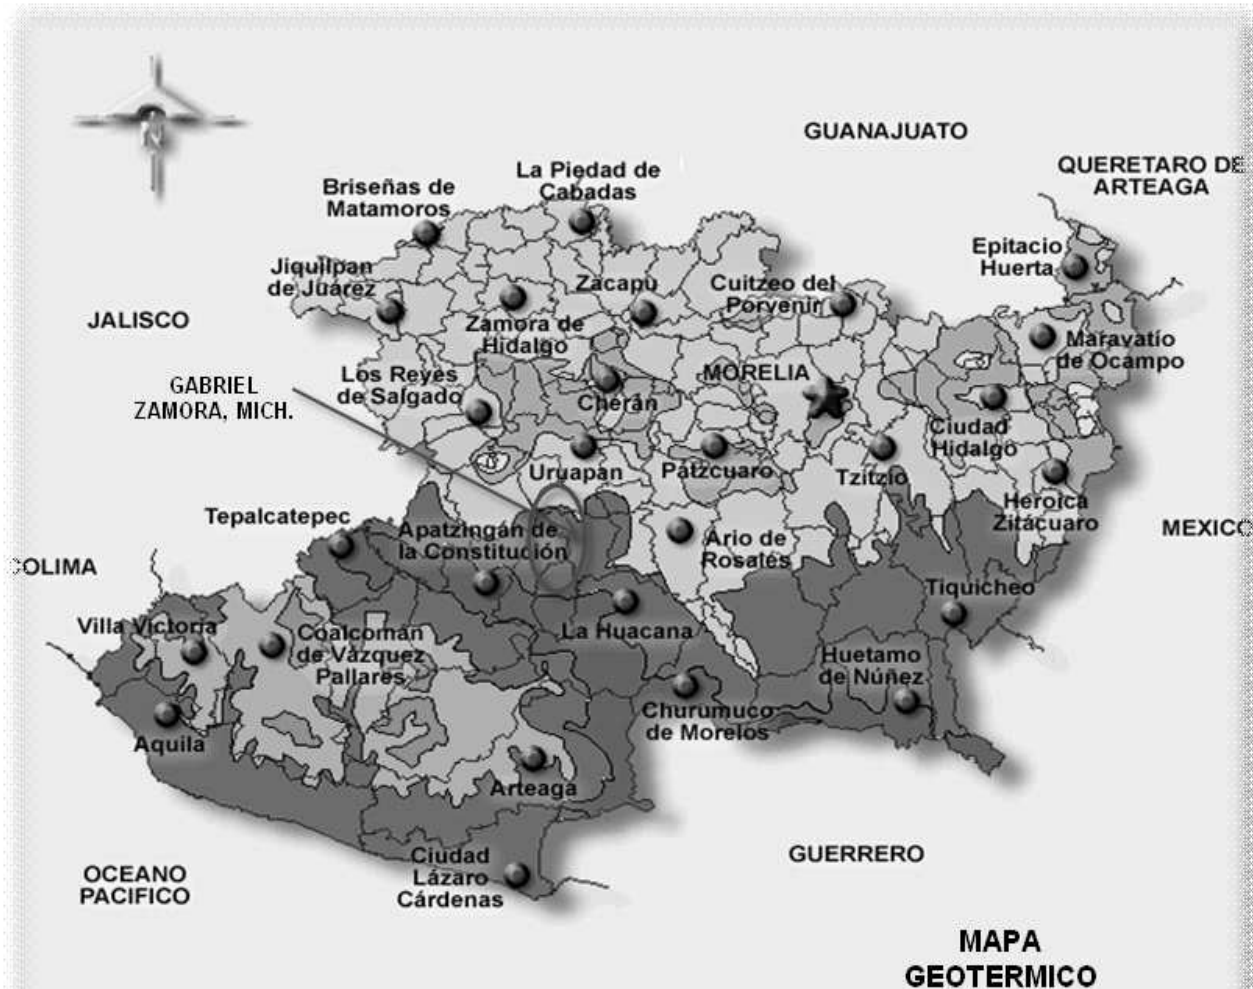 N
GUANAJUATO
QUERETARO DE
ARTEAGA
La Piedad de
Cabadas
Briseñas de
Matamoros
Epitacio
Huerta
Jiquilpan
de Juárez
Zacapu
Cuitzeo del
Porvenir
JALISCO
Zamora de
Hidalgo
Maravatío
de Ocampo
GABRIEL
ZAMORA, MICH.
Los Reyes
de Salgado
Cherán
MORELIA
Ciudad
Hidalgo
Uruapan
Pátzcuaro
Tzitzio
Heroica
Zitácuaro
Tepalcatepec
Apatzingán de
la Constitución
Ario de
Rosales
MEXICO
COLIMA
Tiquicheo
Villa Victoria
Coalcomán
de Vázquez
Pallares
La Huacana
Huetamo
de Núñez
Aquila
Churumuco
de Morelos
Arteaga
OCEANO
PACIFICO
Ciudad
Lázaro
Cárdenas
GUERRERO
MAPA
GEOTERMICO